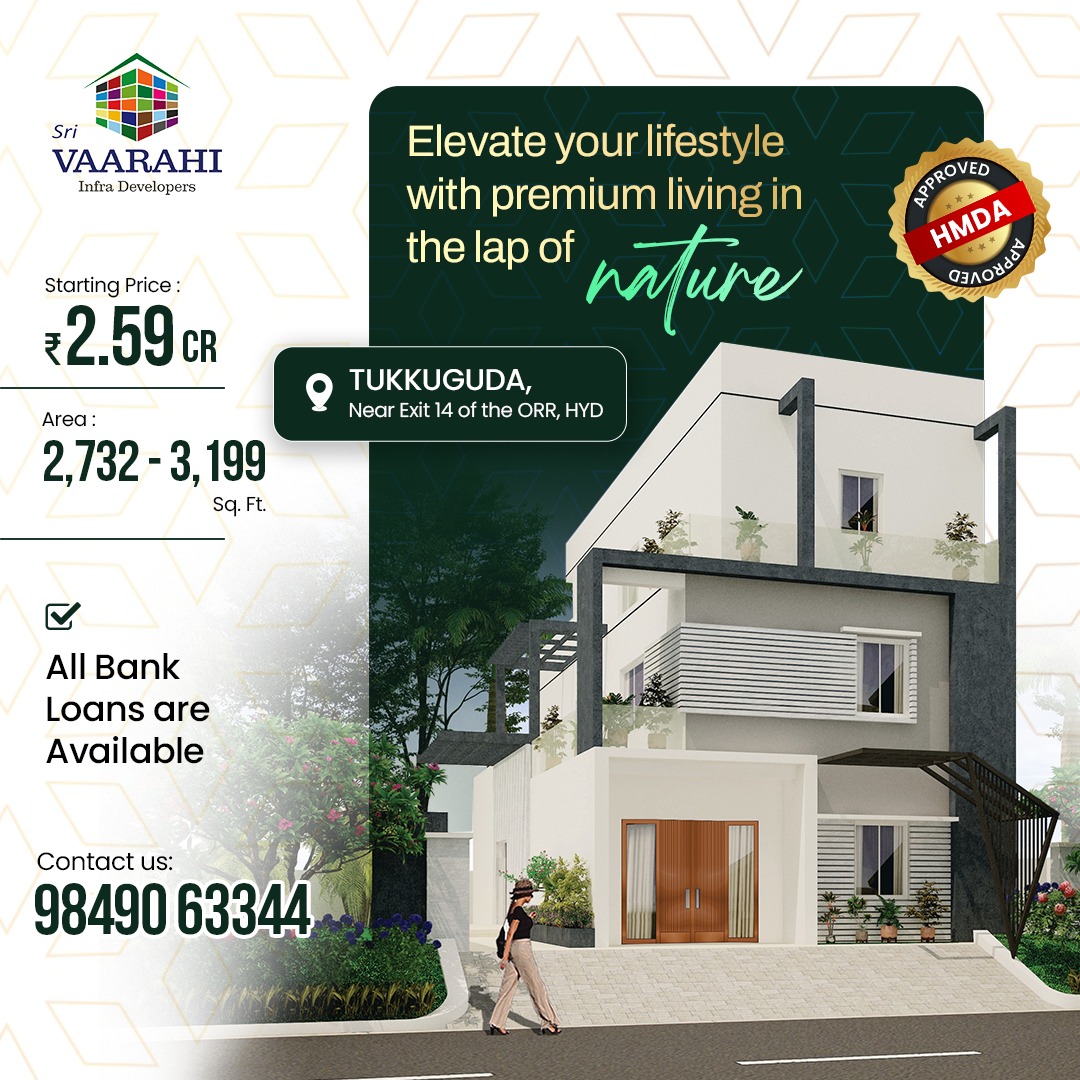 Sri
VAARAHI
Infra Developers
Elevate your lifestyle
with premium living in
the lap of nature
APPROVED
HMDA
APPROVED
Starting Price :
₹2.59 CR
TUKKUGUDA,
Near Exit 14 of the ORR, HYD
Area :
2,732 - 3,199
Sq. Ft.
All Bank
Loans are
Available
Contact us:
98490 63344